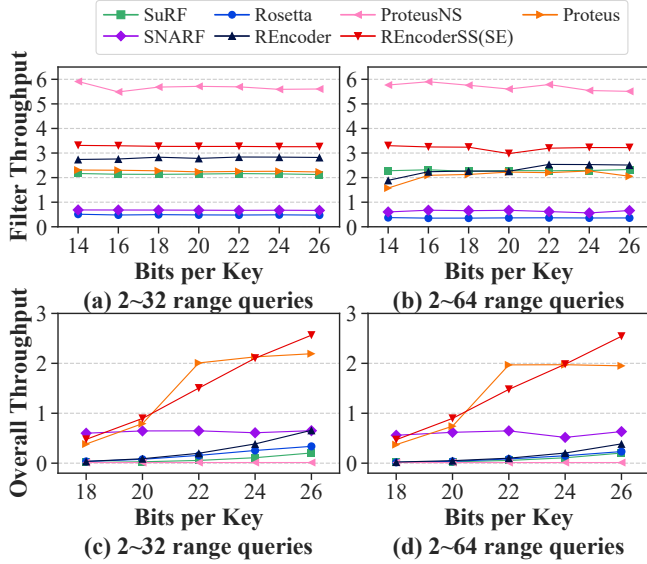 SuRF Rosetta ProteusNS Proteus
SNARF REncoder REncoderSS(SE)
Filter Throughput
6
5
4
3
2
1
0
14 16 18 20 22 24 26
Bits per Key
(a) 2~32 range queries
6
5
4
3
2
1
0
14 16 18 20 22 24 26
Bits per Key
(b) 2~64 range queries
Overall Throughput
3
2
1
0
18 20 22 24 26
Bits per Key
(c) 2~32 range queries
3
2
1
0
18 20 22 24 26
Bits per Key
(d) 2~64 range queries